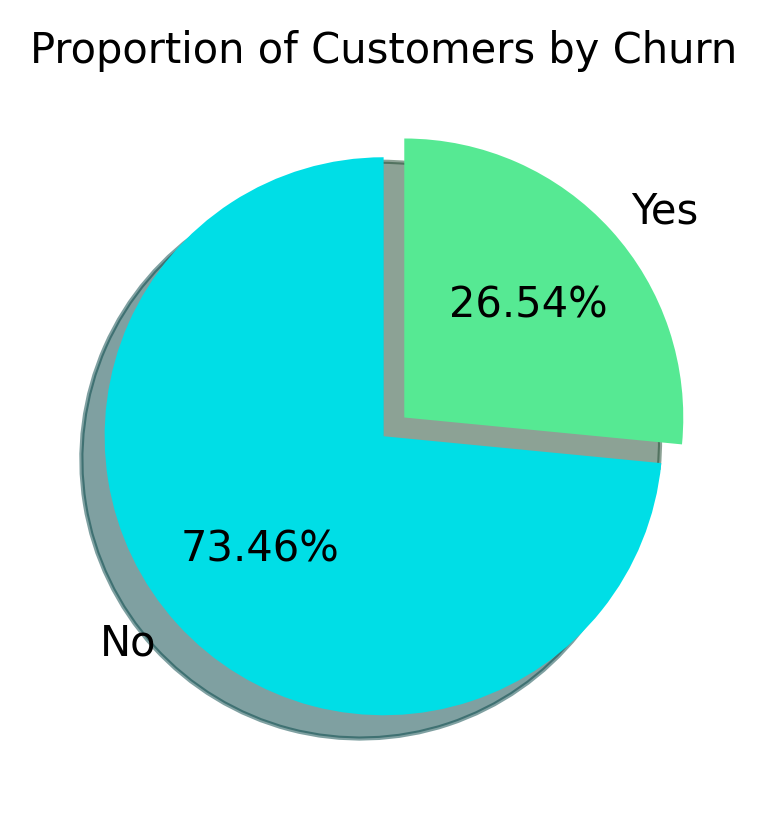 Proportion of Customers by Churn
Yes
26.54%
73.46%
No